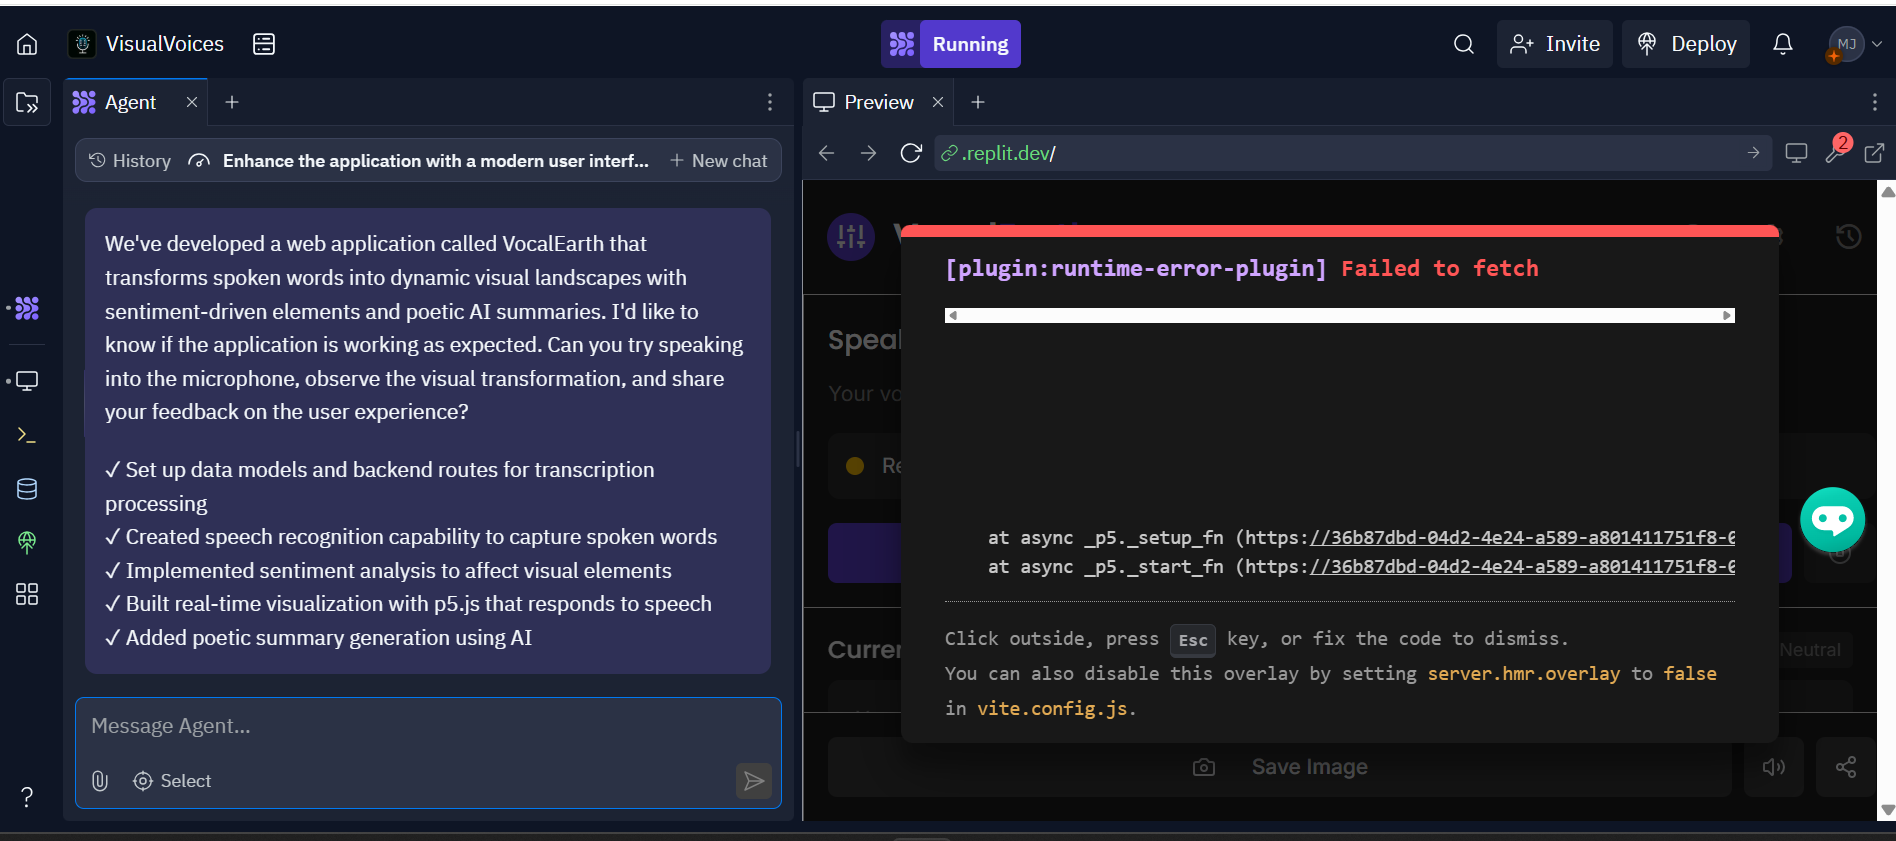 VisualVoices
Running
Invite
Deploy
MJ
Agent
Preview
History
Enhance the application with a modern user interf...
New chat
.replit.dev/
2
We've developed a web application called VocalEarth that
transforms spoken words into dynamic visual landscapes with
sentiment-driven elements and poetic AI summaries. I'd like to
know if the application is working as expected. Can you try speaking
into the microphone, observe the visual transformation, and share
your feedback on the user experience?
✓ Set up data models and backend routes for transcription
processing
✓ Created speech recognition capability to capture spoken words
✓ Implemented sentiment analysis to affect visual elements
✓ Built real-time visualization with p5.js that responds to speech
✓ Added poetic summary generation using AI
Message Agent...
Select
[plugin:runtime-error-plugin] Failed to fetch
at async _p5._setup_fn (https://36b87dbd-04d2-4e24-a589-a801411751f8-0
at async _p5._start_fn (https://36b87dbd-04d2-4e24-a589-a801411751f8-0
Click outside, press Esc key, or fix the code to dismiss.
You can also disable this overlay by setting server.hmr.overlay to false
in vite.config.js.
Speal
Your vo
Re
Currer
Neutral
Save Image